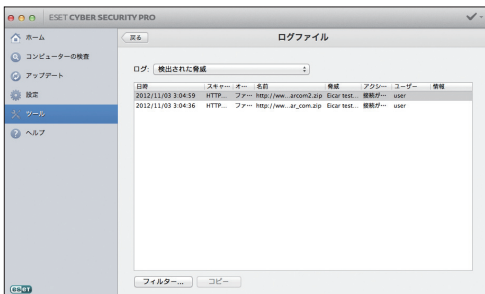 ESET CYBER SECURITY PRO
ホーム
コンピューターの検査
アップデート
設定
ツール
ヘルプ
戻る
ログファイル
ログ: 検出された脅威
日時 スキャ… オ… 名前 脅威 アクシ… ユーザー 情報
2012/11/03 3:04:59 HTTP... ファ… http://ww...arcom2.zip Eicar test... 接続が… user
2012/11/03 3:04:36 HTTP... ファ… http://ww...ar_com.zip Eicar test... 接続が… user
フィルター...
コピー
eset